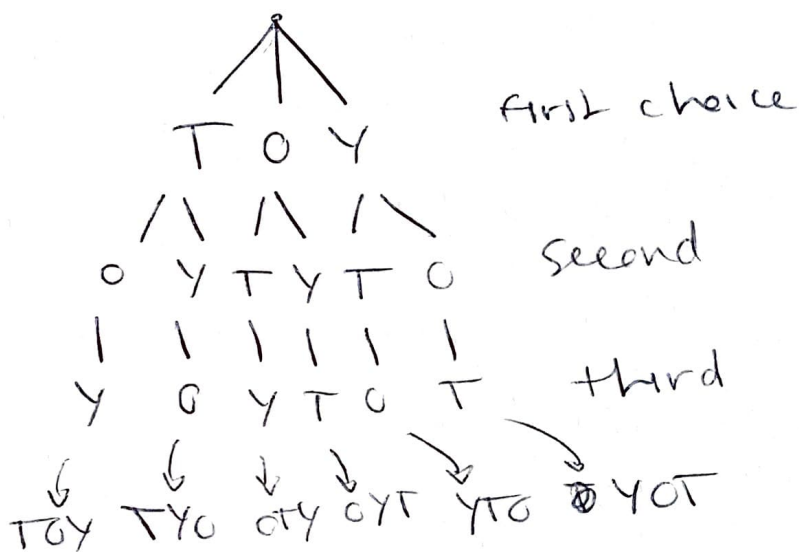 T O Y first choice
O Y T Y T O second
Y O Y T O T third
TOY TYO OTY OYT YTO YOT